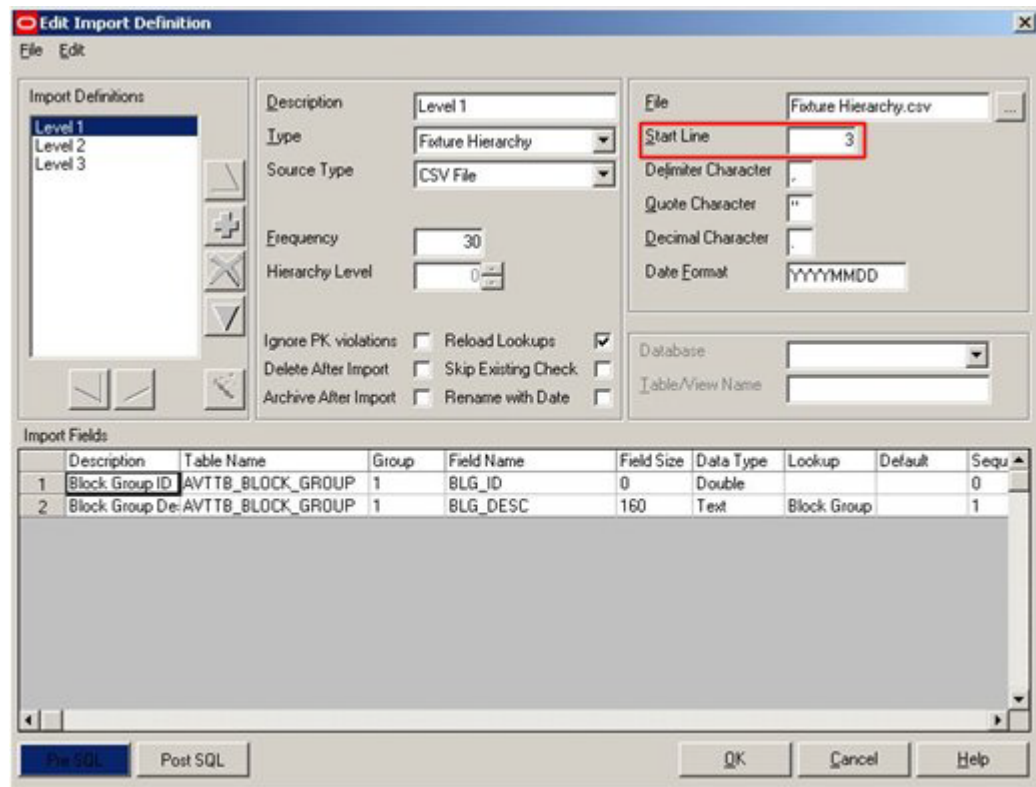 Edit Import Definition
File Edit
Import Definitions
Level 1
Level 2
Level 3
Description Level 1
Type Fixture Hierarchy
Source Type CSV File
Frequency 30
Hierarchy Level 0
Ignore PK violations Reload Lookups
Delete After Import Skip Existing Check
Archive After Import Rename with Date
File Fixture Hierarchy.csv ...
Start Line 3
Delimiter Character ,
Quote Character "
Decimal Character .
Date Format YYYYMMDD
Database
Table/View Name
Import Fields
Description Table Name Group Field Name Field Size Data Type Lookup Default Sequ
1 Block Group ID AVTTB_BLOCK_GROUP 1 BLG_ID 0 Double 0
2 Block Group De: AVTTB_BLOCK_GROUP 1 BLG_DESC 160 Text Block Group 1
Pre SQL Post SQL OK Cancel Help